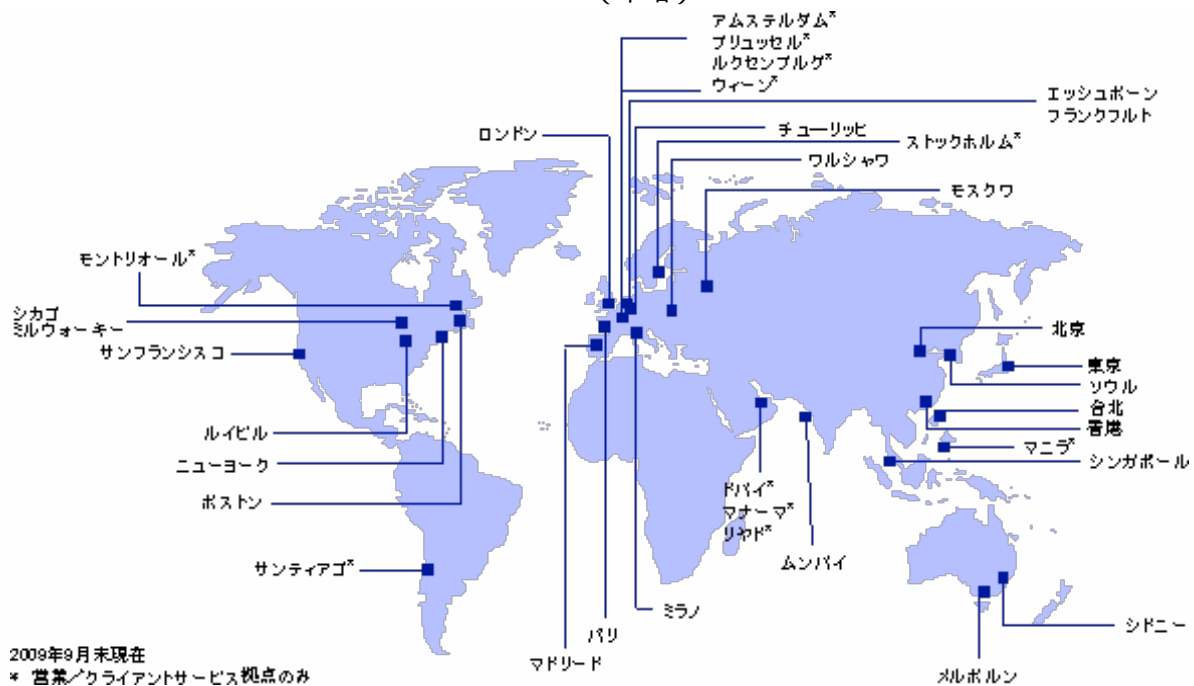 アムステルダム*
ブリュッセル*
ルクセンブルグ*
ウィーン*
エッシュボーン
フランクフルト
ロンドン
チューリッヒ
ストックホルム*
ワルシャワ
モスクワ
モントリオール*
シカゴ
ミルウォーキー
サンフランシスコ
北京
東京
ソウル
台北
香港
マニラ*
シンガポール
ルイビル
ニューヨーク
ボストン
ドバイ*
マナーマ*
リヤド*
ムンバイ
サンティアゴ*
ミラノ
パリ
マドリード
シドニー
メルボルン
2009年9月末現在
* 営業/クライアントサービス拠点のみ